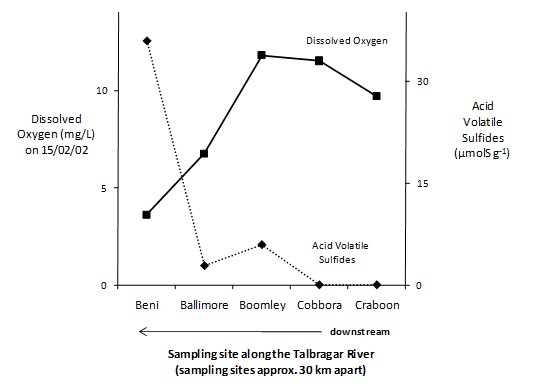 Dissolved Oxygen
Dissolved
Oxygen (mg/L)
on 15/02/02
10
5
0
Acid
Volatile
Sulfides
(µmolS g-1)
30
15
0
Acid Volatile
Sulfides
Beni Ballimore Boomley Cobbora Craboon
downstream
Sampling site along the Talbragar River
(sampling sites approx. 30 km apart)